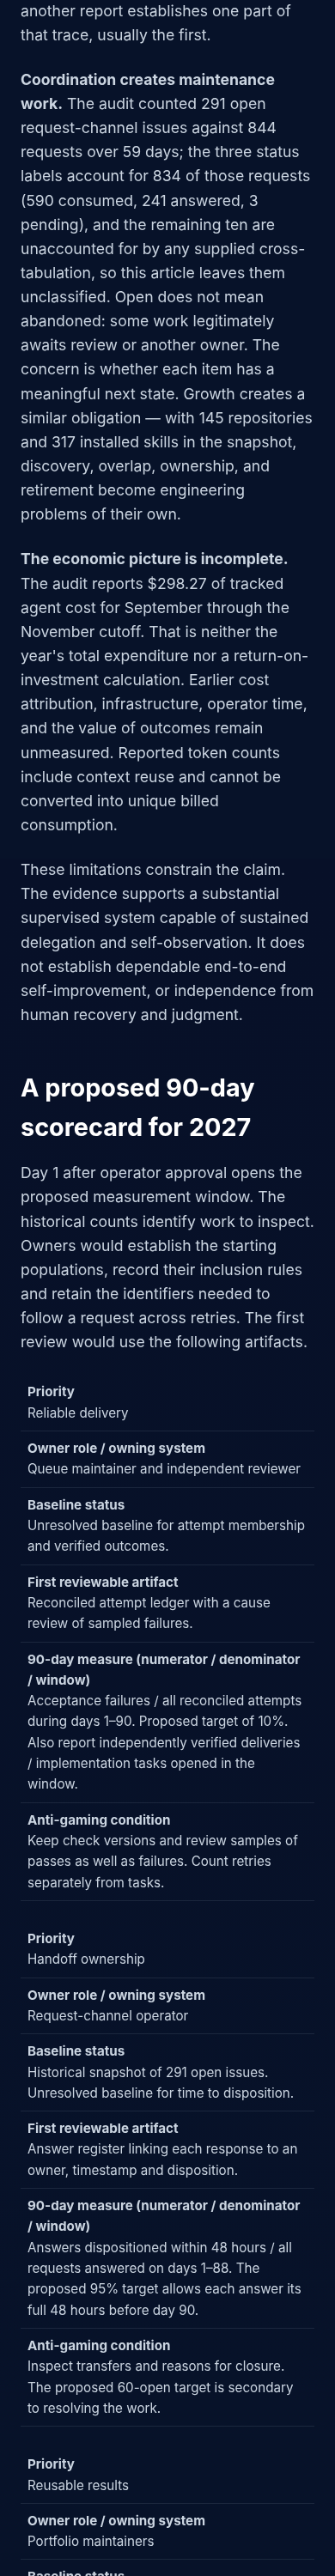 another report establishes one part of
that trace, usually the first.
Coordination creates maintenance
work. The audit counted 291 open
request-channel issues against 844
requests over 59 days; the three status
labels account for 834 of those requests
(590 consumed, 241 answered, 3
pending), and the remaining ten are
unaccounted for by any supplied cross-
tabulation, so this article leaves them
unclassified. Open does not mean
abandoned: some work legitimately
awaits review or another owner. The
concern is whether each item has a
meaningful next state. Growth creates a
similar obligation — with 145 repositories
and 317 installed skills in the snapshot,
discovery, overlap, ownership, and
retirement become engineering
problems of their own.
The economic picture is incomplete.
The audit reports $298.27 of tracked
agent cost for September through the
November cutoff. That is neither the
year's total expenditure nor a return-on-
investment calculation. Earlier cost
attribution, infrastructure, operator time,
and the value of outcomes remain
unmeasured. Reported token counts
include context reuse and cannot be
converted into unique billed
consumption.
These limitations constrain the claim.
The evidence supports a substantial
supervised system capable of sustained
delegation and self-observation. It does
not establish dependable end-to-end
self-improvement, or independence from
human recovery and judgment.
A proposed 90-day
scorecard for 2027
Day 1 after operator approval opens the
proposed measurement window. The
historical counts identify work to inspect.
Owners would establish the starting
populations, record their inclusion rules
and retain the identifiers needed to
follow a request across retries. The first
review would use the following artifacts.
Priority
Reliable delivery
Owner role / owning system
Queue maintainer and independent reviewer
Baseline status
Unresolved baseline for attempt membership
and verified outcomes.
First reviewable artifact
Reconciled attempt ledger with a cause
review of sampled failures.
90-day measure (numerator / denominator
/ window)
Acceptance failures / all reconciled attempts
during days 1–90. Proposed target of 10%.
Also report independently verified deliveries
/ implementation tasks opened in the
window.
Anti-gaming condition
Keep check versions and review samples of
passes as well as failures. Count retries
separately from tasks.
Priority
Handoff ownership
Owner role / owning system
Request-channel operator
Baseline status
Historical snapshot of 291 open issues.
Unresolved baseline for time to disposition.
First reviewable artifact
Answer register linking each response to an
owner, timestamp and disposition.
90-day measure (numerator / denominator
/ window)
Answers dispositioned within 48 hours / all
requests answered on days 1–88. The
proposed 95% target allows each answer its
full 48 hours before day 90.
Anti-gaming condition
Inspect transfers and reasons for closure.
The proposed 60-open target is secondary
to resolving the work.
Priority
Reusable results
Owner role / owning system
Portfolio maintainers
Baseline status